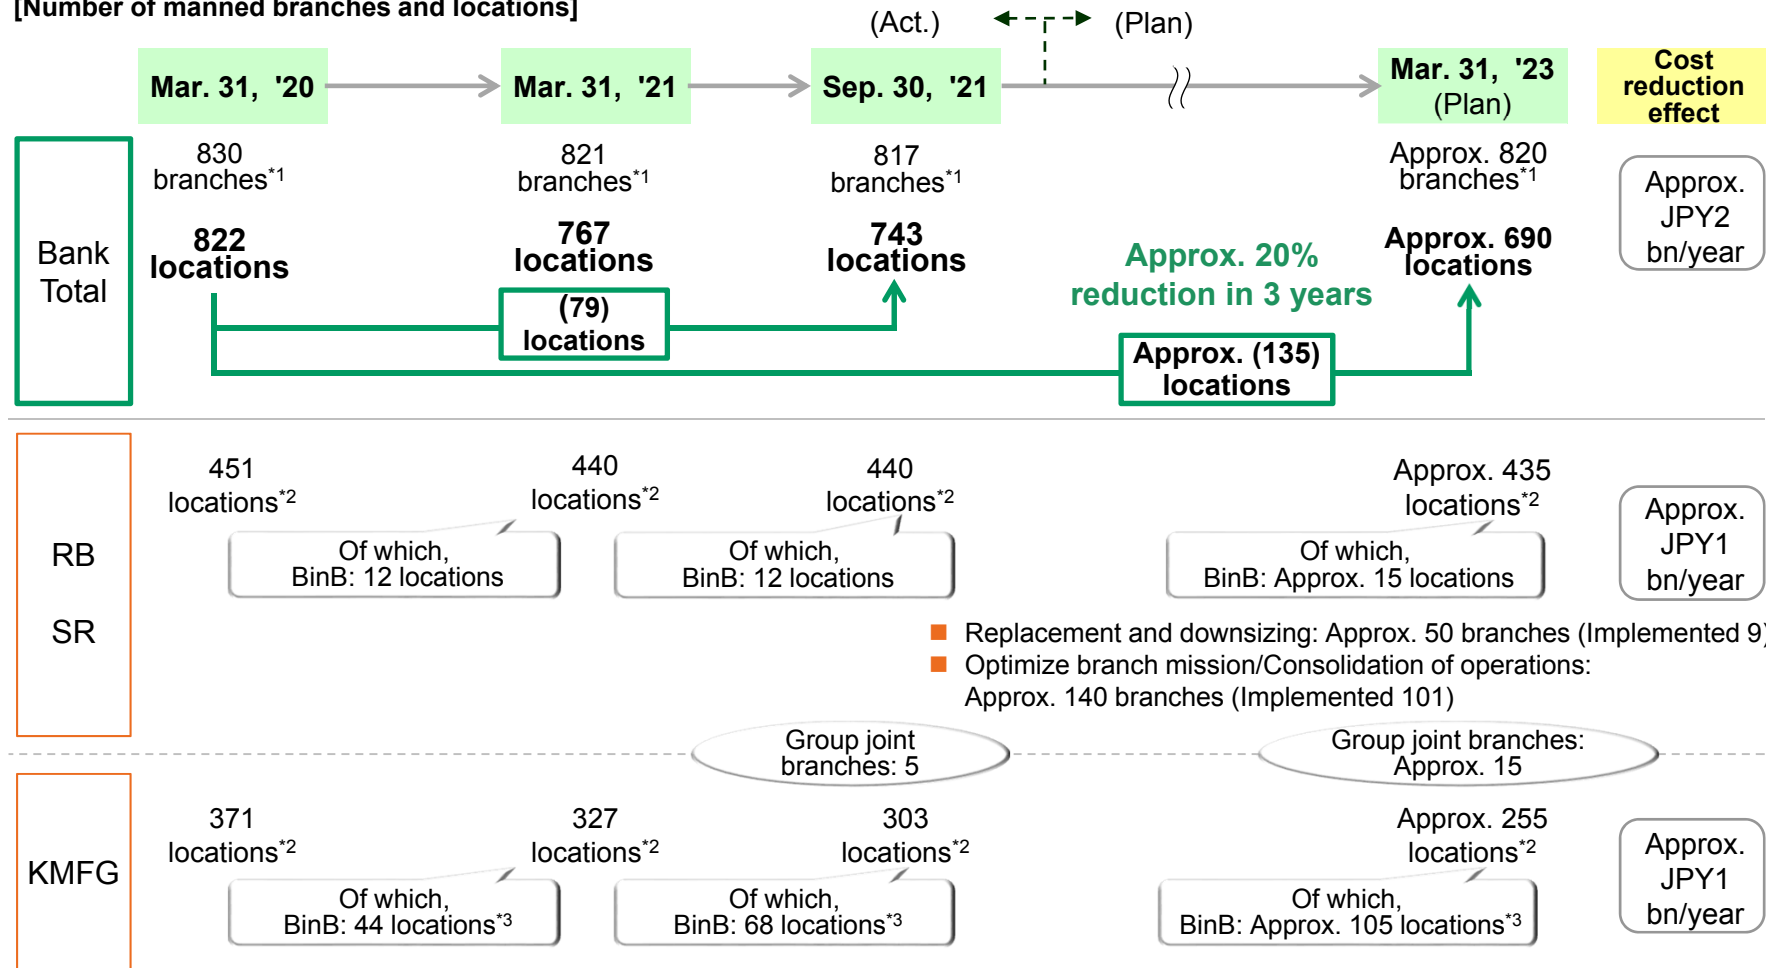 [Number of manned branches and locations]
(Act.)
(Plan)
Mar. 31, '20
Mar. 31, '21
Sep. 30, '21
Mar. 31, '23
(Plan)
Cost
reduction
effect
Bank
Total
830
branches*1
821
branches*1
817
branches*1
Approx. 820
branches*1
Approx.
JPY2
bn/year
822
locations
767
locations
743
locations
Approx. 690
locations
Approx. 20%
reduction in 3 years
(79)
locations
Approx. (135)
locations
RB
SR
451
locations*2
440
locations*2
440
locations*2
Approx. 435
locations*2
Approx.
JPY1
bn/year
Of which,
BinB: 12 locations
Of which,
BinB: 12 locations
Of which,
BinB: Approx. 15 locations
■ Replacement and downsizing: Approx. 50 branches (Implemented 9)
■ Optimize branch mission/Consolidation of operations:
Approx. 140 branches (Implemented 101)
Group joint
branches: 5
Group joint branches:
Approx. 15
KMFG
371
locations*2
327
locations*2
303
locations*2
Approx. 255
locations*2
Approx.
JPY1
bn/year
Of which,
BinB: 44 locations*3
Of which,
BinB: 68 locations*3
Of which,
BinB: Approx. 105 locations*3